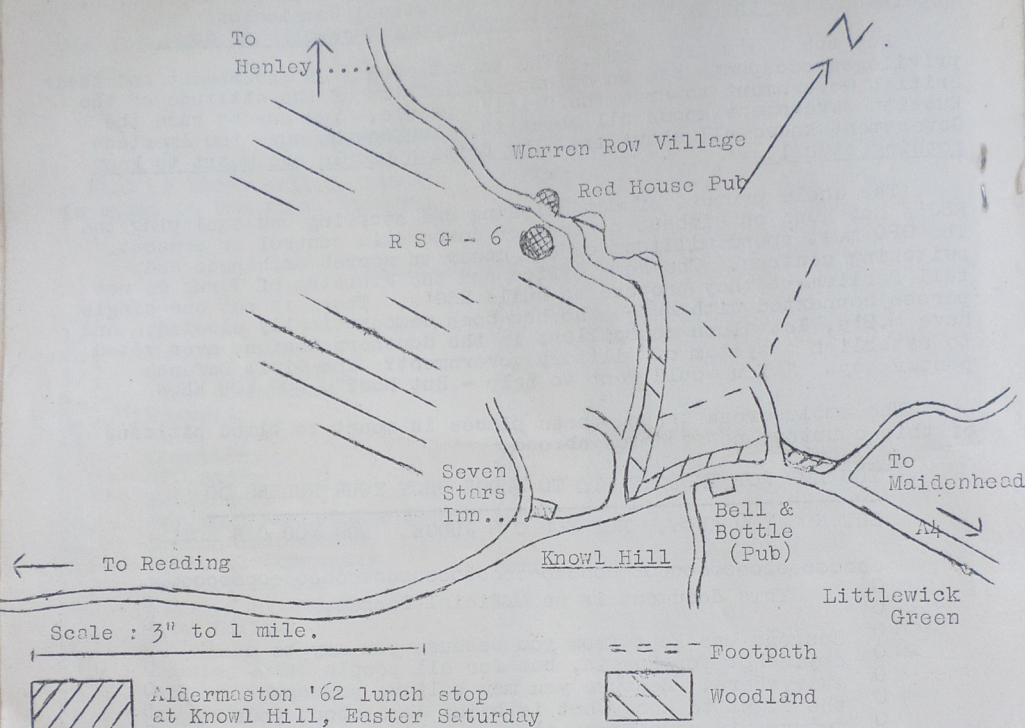 To
Henley....
N.
Warren Row Village
Red House Pub
R S G - 6
Seven
Stars
Inn....
To
Maidenhead
A4
Bell &
Bottle
(Pub)
Knowl Hill
To Reading
Littlewick
Green
Scale : 3" to 1 mile.
Footpath
Aldermaston '62 lunch stop
at Knowl Hill, Easter Saturday
Woodland